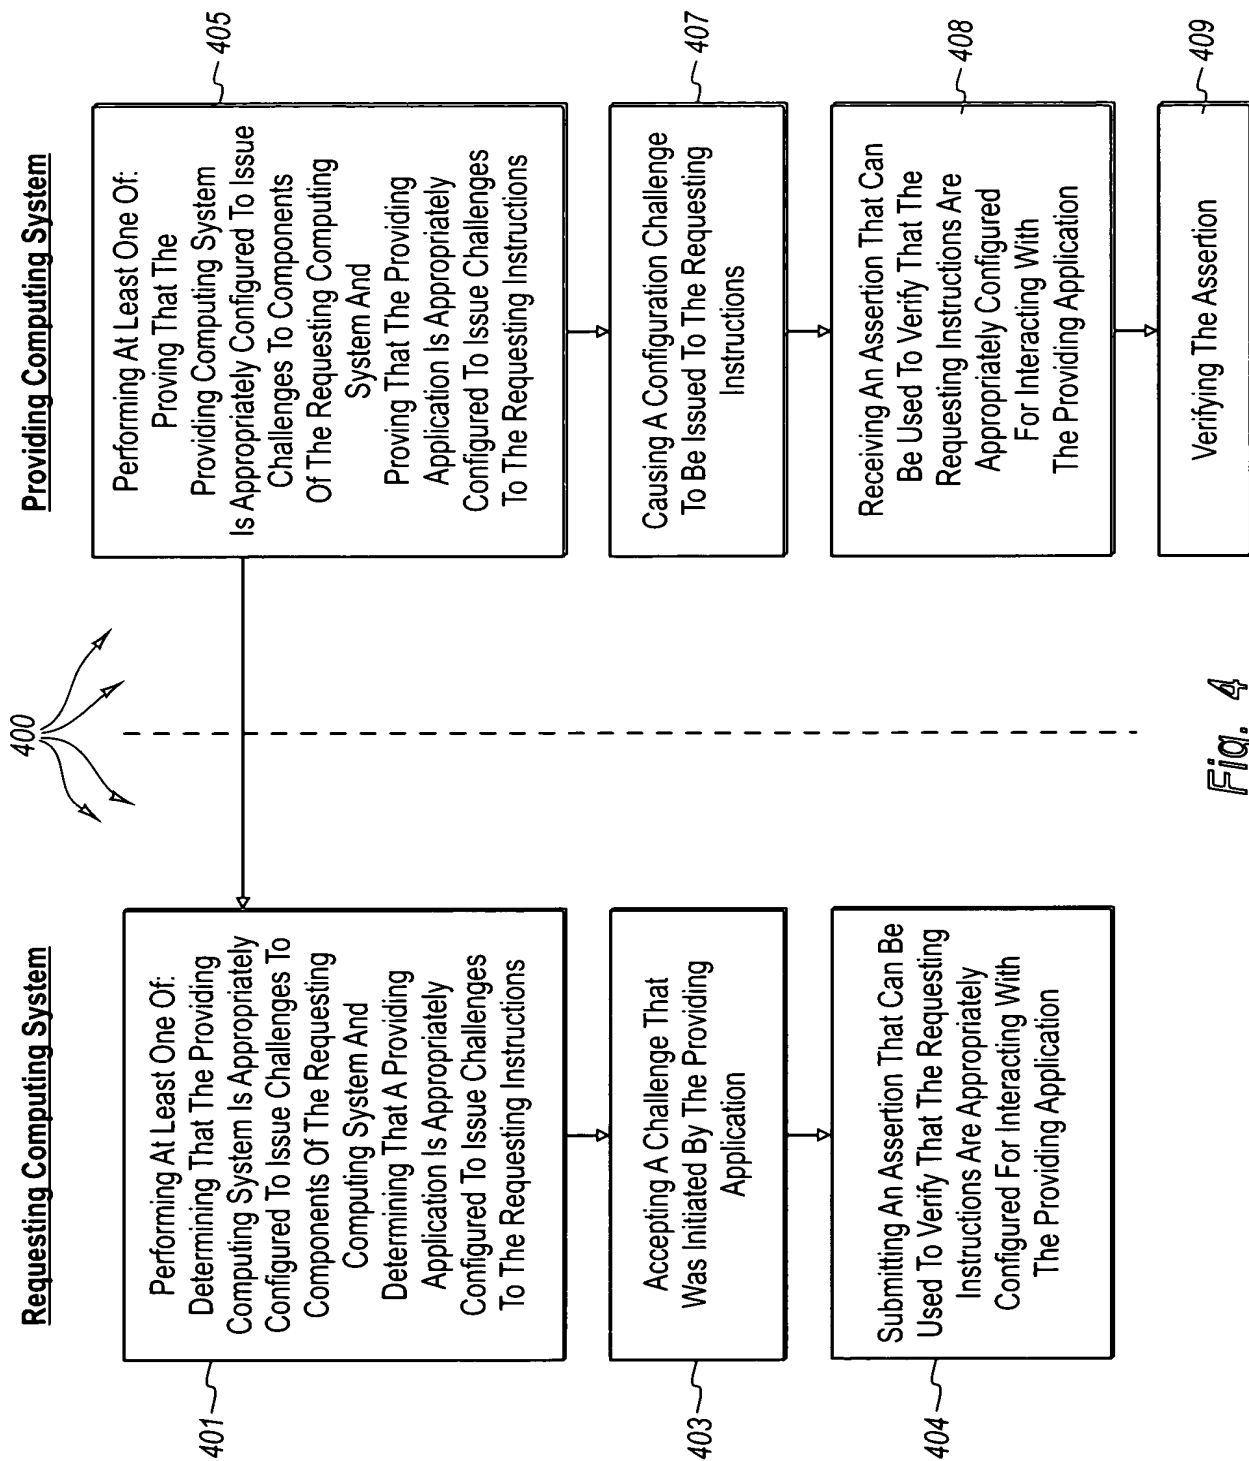 400
Requesting Computing System
401
Performing At Least One Of:
Determining That The Providing
Computing System Is Appropriately
Configured To Issue Challenges To
Components Of The Requesting
Computing System And
Determining That A Providing
Application Is Appropriately
Configured To Issue Challenges
To The Requesting Instructions
403
Accepting A Challenge That
Was Initiated By The Providing
Application
404
Submitting An Assertion That Can Be
Used To Verify That The Requesting
Instructions Are Appropriately
Configured For Interacting With
The Providing Application
Providing Computing System
405
Performing At Least One Of:
Proving That The
Providing Computing System
Is Appropriately Configured To Issue
Challenges To Components
Of The Requesting Computing
System And
Proving That The Providing
Application Is Appropriately
Configured To Issue Challenges
To The Requesting Instructions
407
Causing A Configuration Challenge
To Be Issued To The Requesting
Instructions
408
Receiving An Assertion That Can
Be Used To Verify That The
Requesting Instructions Are
Appropriately Configured
For Interacting With
The Providing Application
409
Verifying The Assertion
Fig. 4